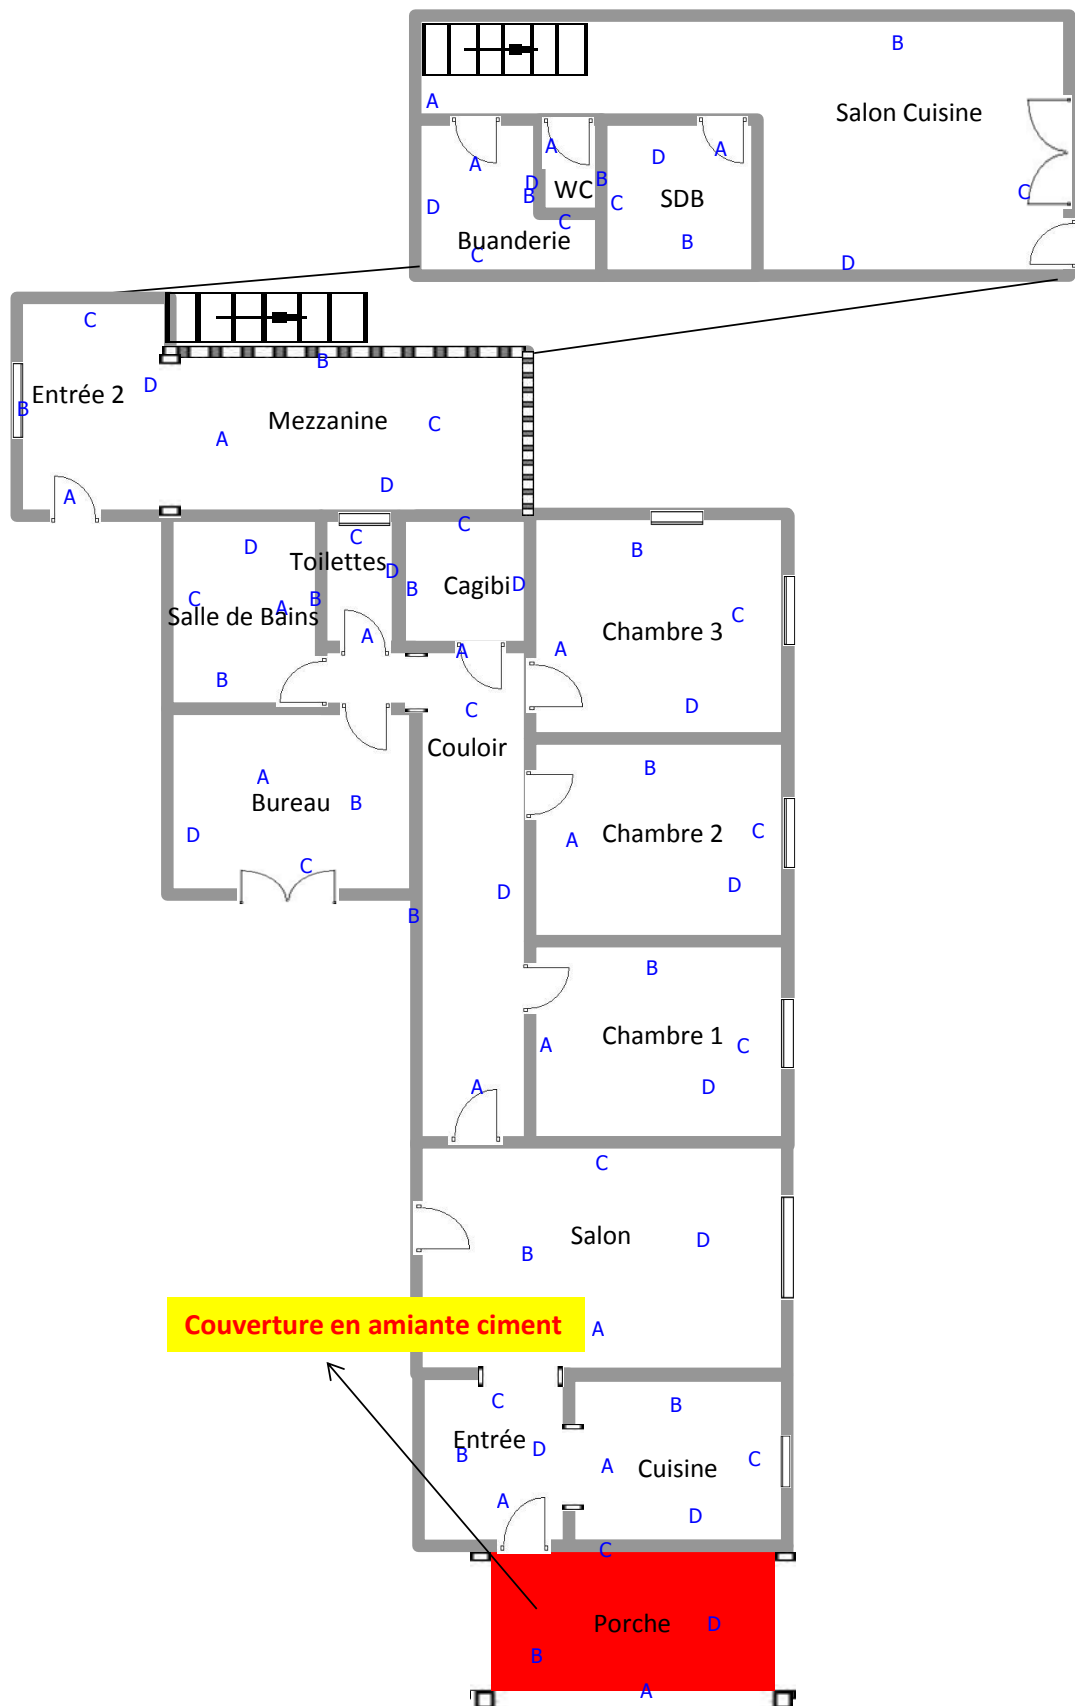 B
A
Salon Cuisine
A
A
D
A
D
B
WC
B
C
SDB
C
D
C
Buanderie
B
C
D
C
B
D
Entrée 2
B
Mezzanine
C
A
D
A
C
C
D
Toilettes
D
B
C
B
Cagibi
D
C
B
A
Salle de Bains
C
Chambre 3
A
A
A
B
C
D
Couloir
B
A
Bureau
B
Chambre 2
C
D
A
C
D
D
B
B
Chambre 1
C
A
A
D
C
Salon
D
B
Couverture en amiante ciment
A
C
B
Entrée
D
B
A
Cuisine
C
A
D
C
Porche
D
B
A